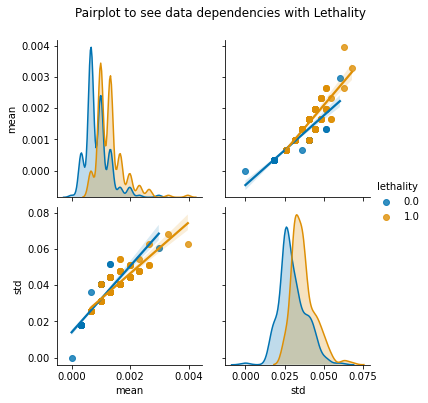 Pairplot to see data dependencies with Lethality
0.004
0.003
0.002
0.001
0.000
mean
lethality
0.0
1.0
0.08
0.06
0.04
0.02
0.00
std
0.000 0.002 0.004
mean
0.000 0.025 0.050 0.075
std